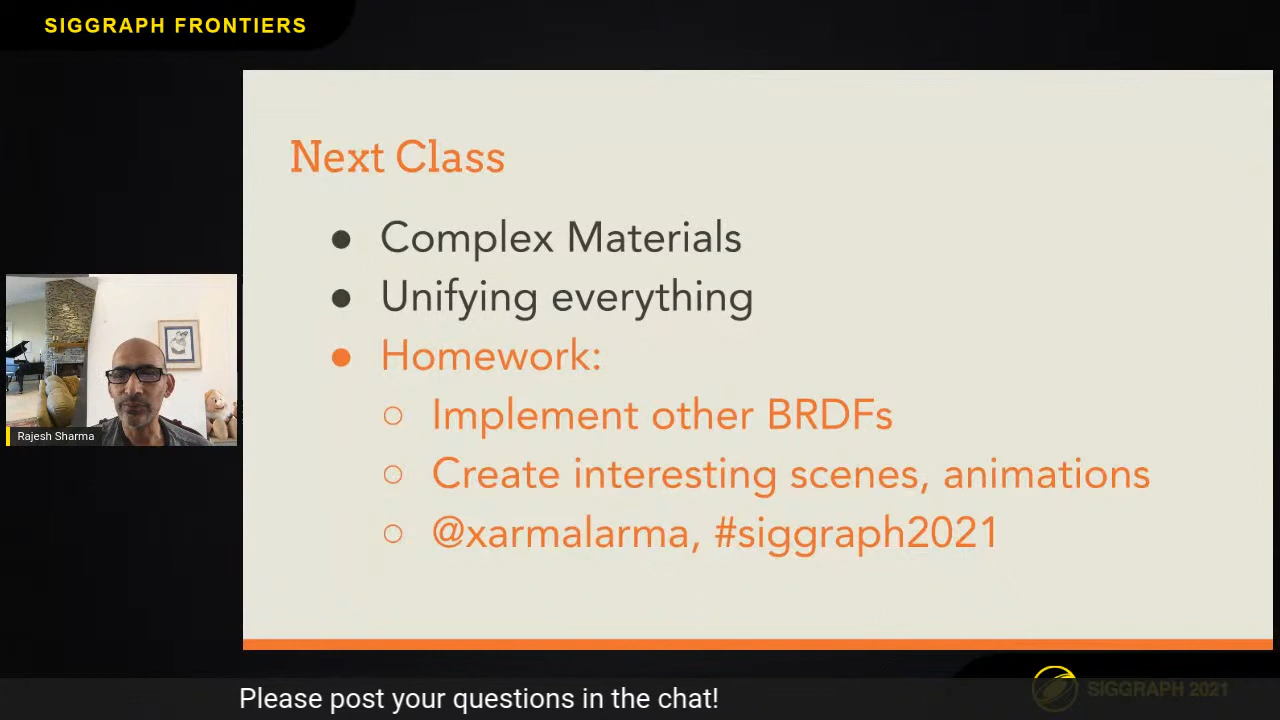 SIGGRAPH FRONTIERS
Next Class
● Complex Materials
● Unifying everything
● Homework:
○ Implement other BRDFs
○ Create interesting scenes, animations
○ @xarmalarma, #siggraph2021
Rajesh Sharma
Please post your questions in the chat!
SIGGRAPH 2021